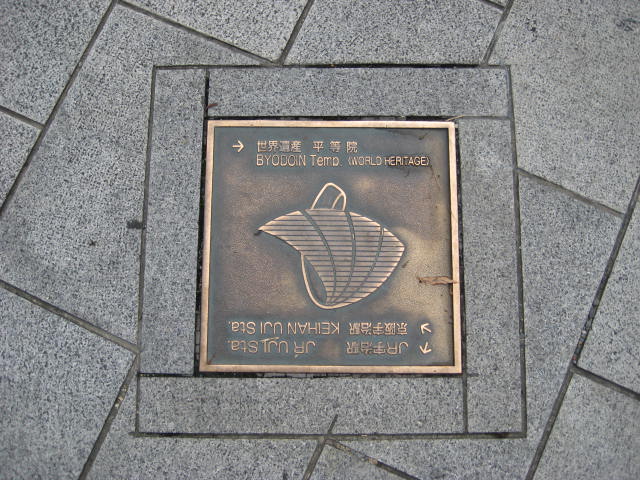 → 世界遺産 平等院
BYODOIN Temp. (WORLD HERITAGE)
↗ JR宇治駅 JR Uji Sta.
↖ 京阪宇治駅 KEIHAN UJI Sta.